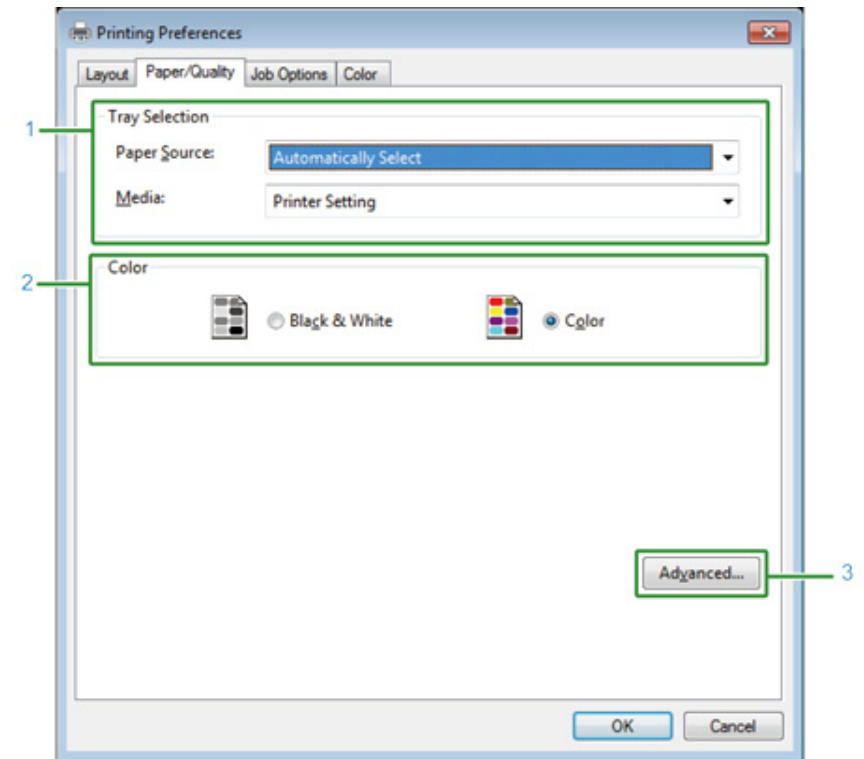 Printing Preferences
Layout Paper/Quality Job Options Color
1
Tray Selection
Paper Source: Automatically Select
Media: Printer Setting
2
Color
Black & White Color
Advanced...
3
OK Cancel